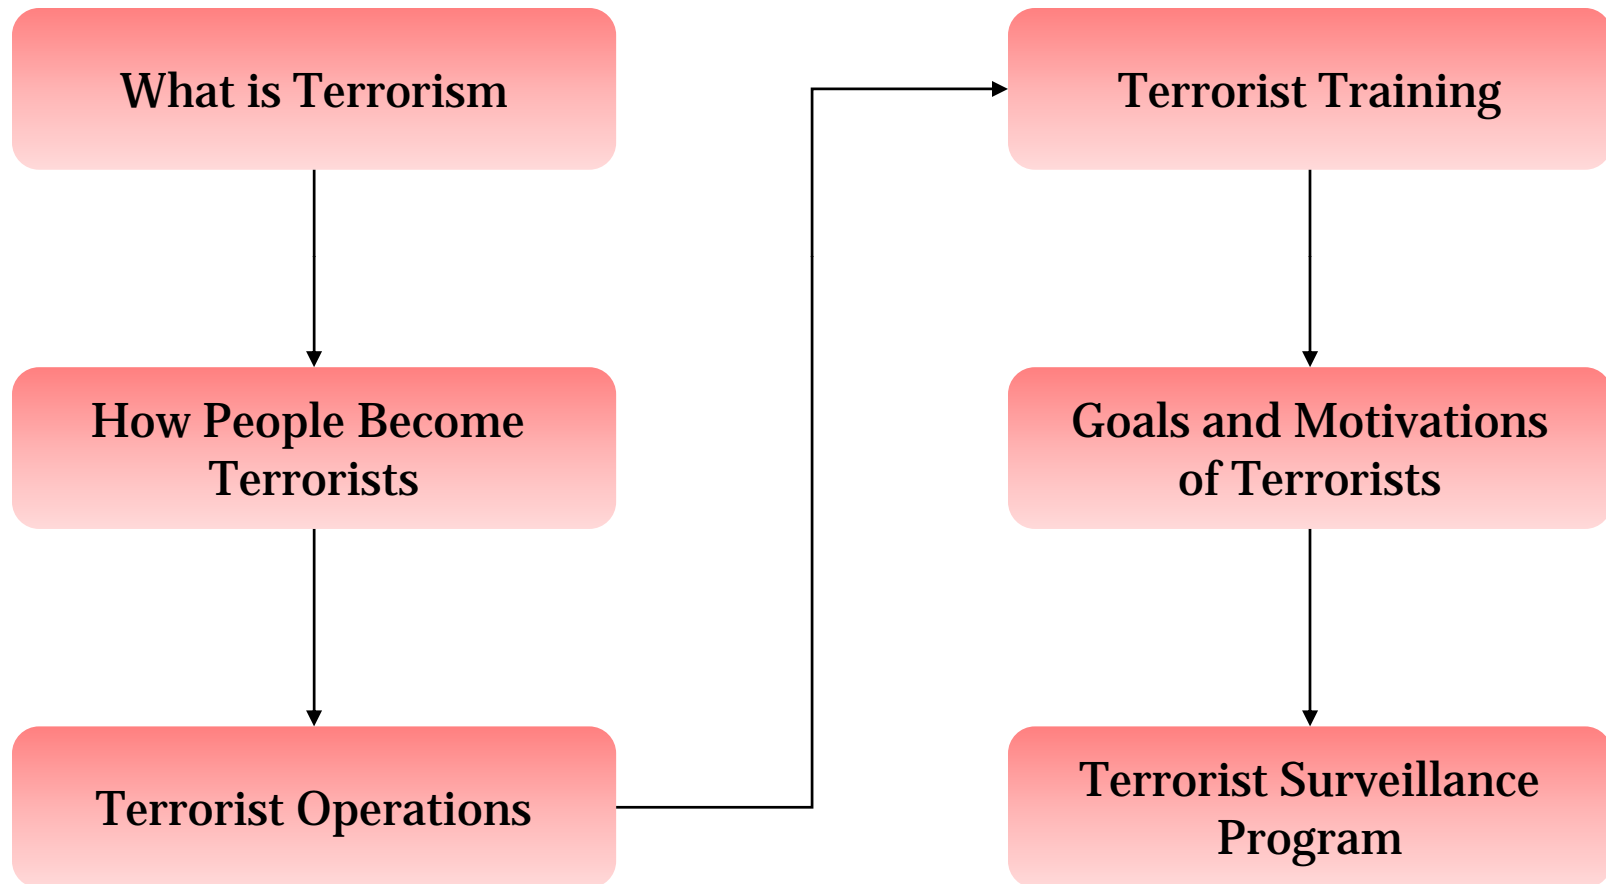 What is Terrorism
How People Become
Terrorists
Terrorist Operations
Terrorist Training
Goals and Motivations
of Terrorists
Terrorist Surveillance
Program